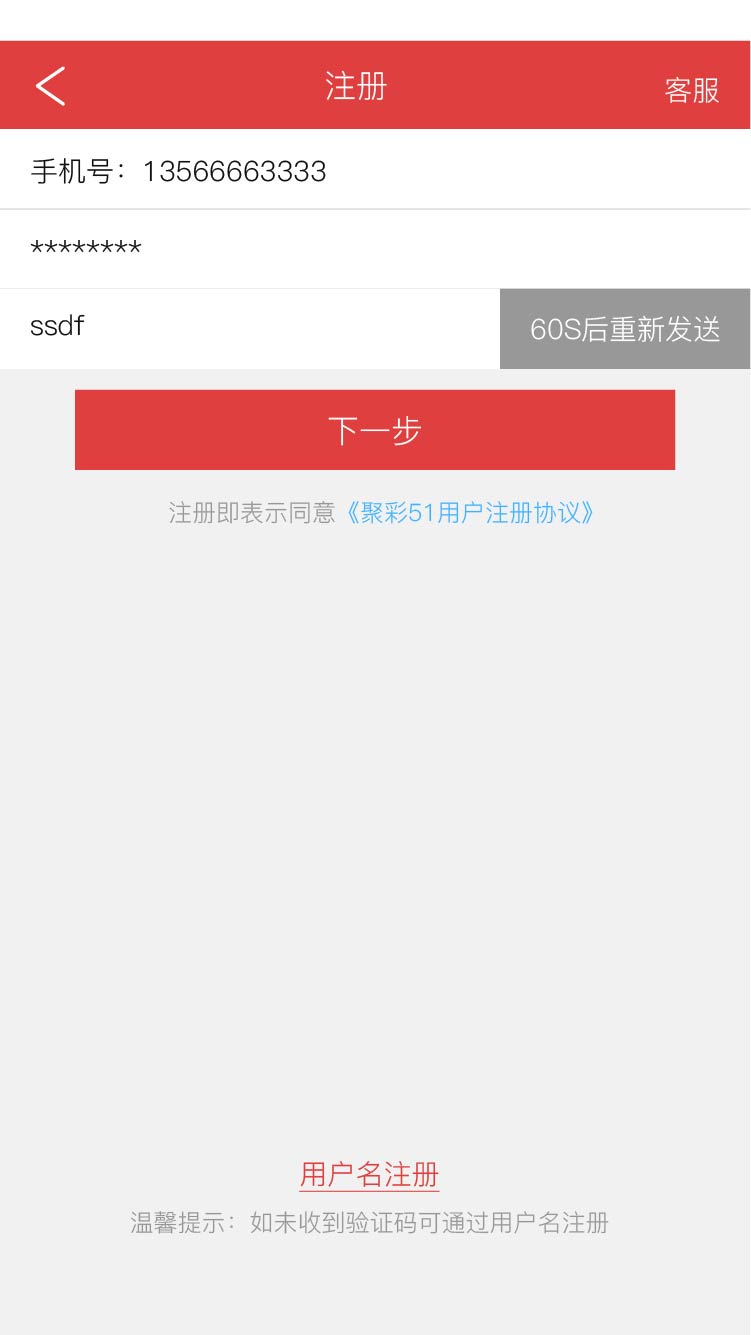 注册
客服
手机号：13566663333
********
ssdf
60S后重新发送
下一步
注册即表示同意《聚彩51用户注册协议》
用户名注册
温馨提示：如未收到验证码可通过用户名注册